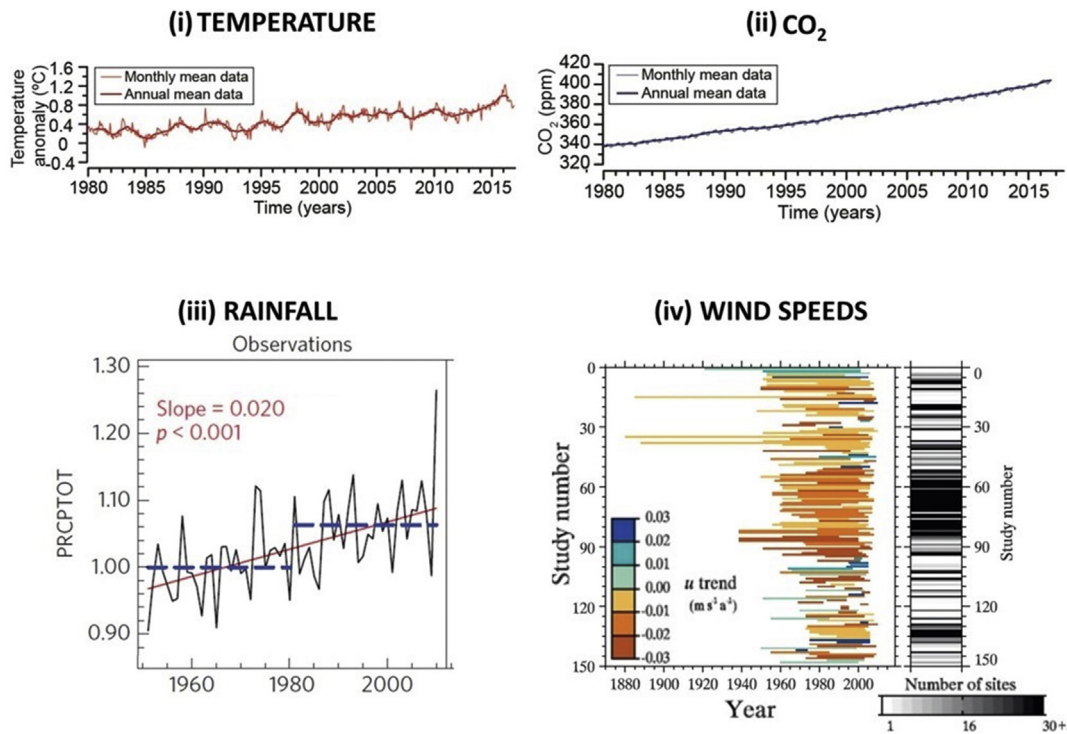 (i) TEMPERATURE
1.6
1.2
0.8
0.4
0
-0.4
Temperature
anomaly (ºC)
Monthly mean data
Annual mean data
1980 1985 1990 1995 2000 2005 2010 2015
Time (years)
(ii) CO₂
420
400
380
360
340
320
CO₂ (ppm)
Monthly mean data
Annual mean data
1980 1985 1990 1995 2000 2005 2010 2015
Time (years)
(iii) RAINFALL
Observations
1.30
1.20
1.10
1.00
0.90
PRCPTOT
Slope = 0.020
p < 0.001
1960 1980 2000
(iv) WIND SPEEDS
0
30
60
90
120
150
Study number
0.03
0.02
0.01
0.00
-0.01
-0.02
-0.03
u trend
(m s⁻¹ a⁻¹)
1880 1900 1920 1940 1960 1980 2000
Year
0
30
60
90
120
150
Study number
Number of sites
1 16 30+